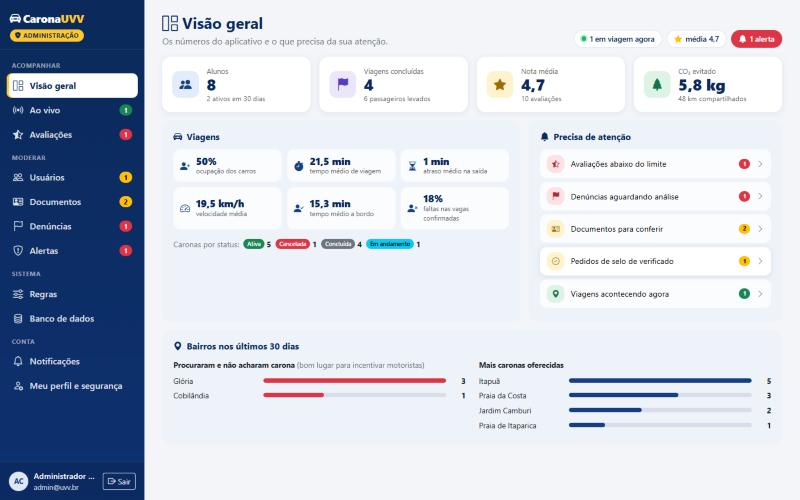 CaronaUVV
ADMINISTRAÇÃO
ACOMPANHAR
Visão geral
Ao vivo 1
Avaliações 1
MODERAR
Usuários 1
Documentos 2
Denúncias 1
Alertas 1
SISTEMA
Regras
Banco de dados
CONTA
Notificações
Meu perfil e segurança
AC
Administrador ...
admin@uvv.br
Sair
Visão geral
Os números do aplicativo e o que precisa da sua atenção.
1 em viagem agora
média 4,7
1 alerta
Alunos
8
2 ativos em 30 dias
Viagens concluídas
4
6 passageiros levados
Nota média
4,7
10 avaliações
CO₂ evitado
5,8 kg
48 km compartilhados
Viagens
50%
ocupação dos carros
21,5 min
tempo médio de viagem
1 min
atraso médio na saída
19,5 km/h
velocidade média
15,3 min
tempo médio a bordo
18%
faltas nas vagas
confirmadas
Caronas por status: Ativa 5 Cancelada 1 Concluída 4 Em andamento 1
Precisa de atenção
Avaliações abaixo do limite 1
Denúncias aguardando análise 1
Documentos para conferir 2
Pedidos de selo de verificado 1
Viagens acontecendo agora 1
Bairros nos últimos 30 dias
Procuraram e não acharam carona (bom lugar para incentivar motoristas)
Glória 3
Cobilândia 1
Mais caronas oferecidas
Itapuã 5
Praia da Costa 3
Jardim Camburi 2
Praia de Itaparica 1